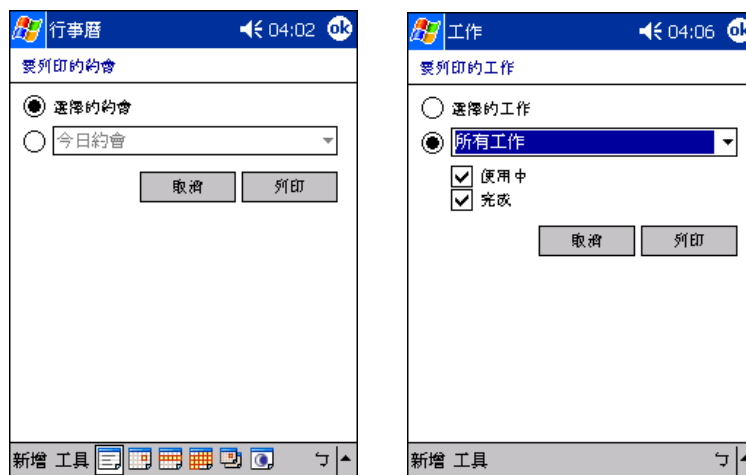 行事曆 04:02 ok
要列印的約會
選擇的約會
今日約會
取消 列印
新增 工具 ㄅ
工作 04:06 ok
要列印的工作
選擇的工作
所有工作
使用中
完成
取消 列印
新增 工具 ㄅ